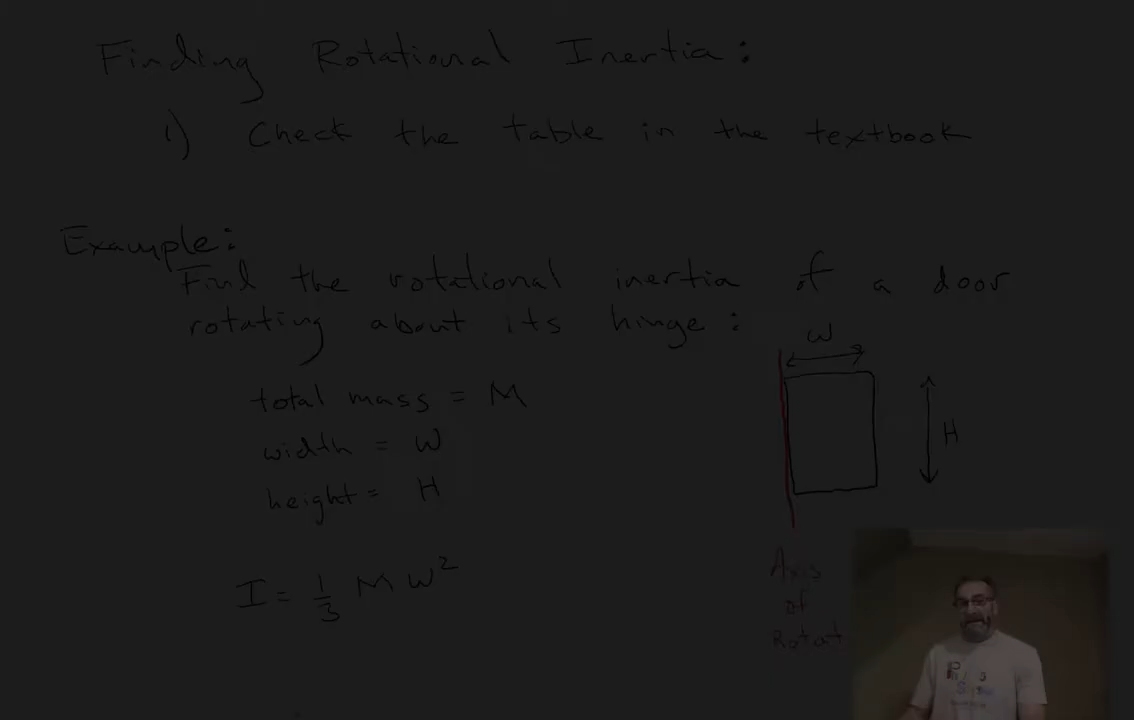 Finding Rotational Inertia:
1) Check the table in the textbook
Example:
Find the rotational inertia of a door
rotating about its hinge:
W
total mass = M
width = W
height = H
H
I = 1/3 M W²
Axis
of
Rotat